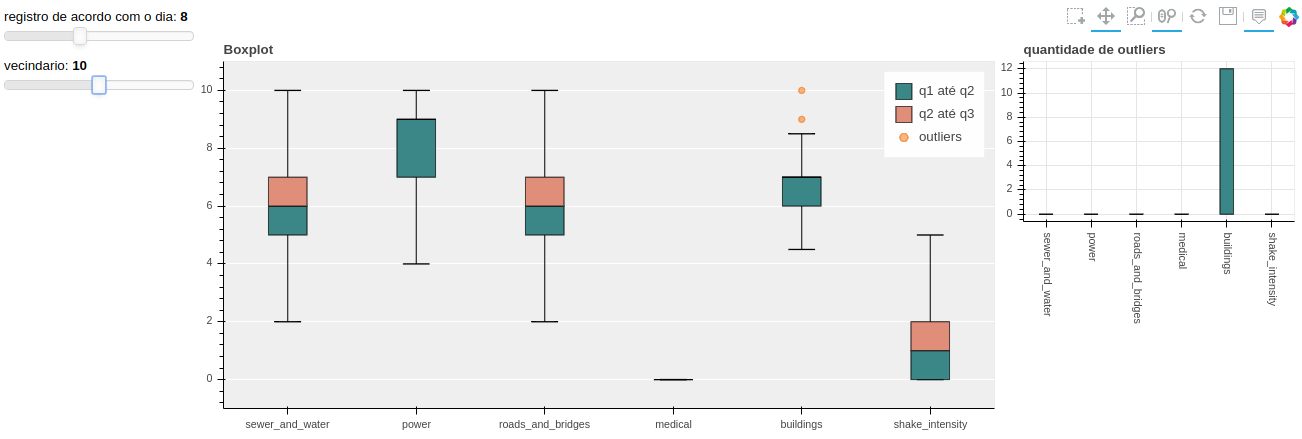 registro de acordo com o dia: 8
vecindario: 10
Boxplot
10
8
6
4
2
0
sewer_and_water
power
roads_and_bridges
medical
buildings
shake_intensity
q1 até q2
q2 até q3
outliers
quantidade de outliers
12
10
8
6
4
2
0
sewer_and_water
power
roads_and_bridges
medical
buildings
shake_intensity